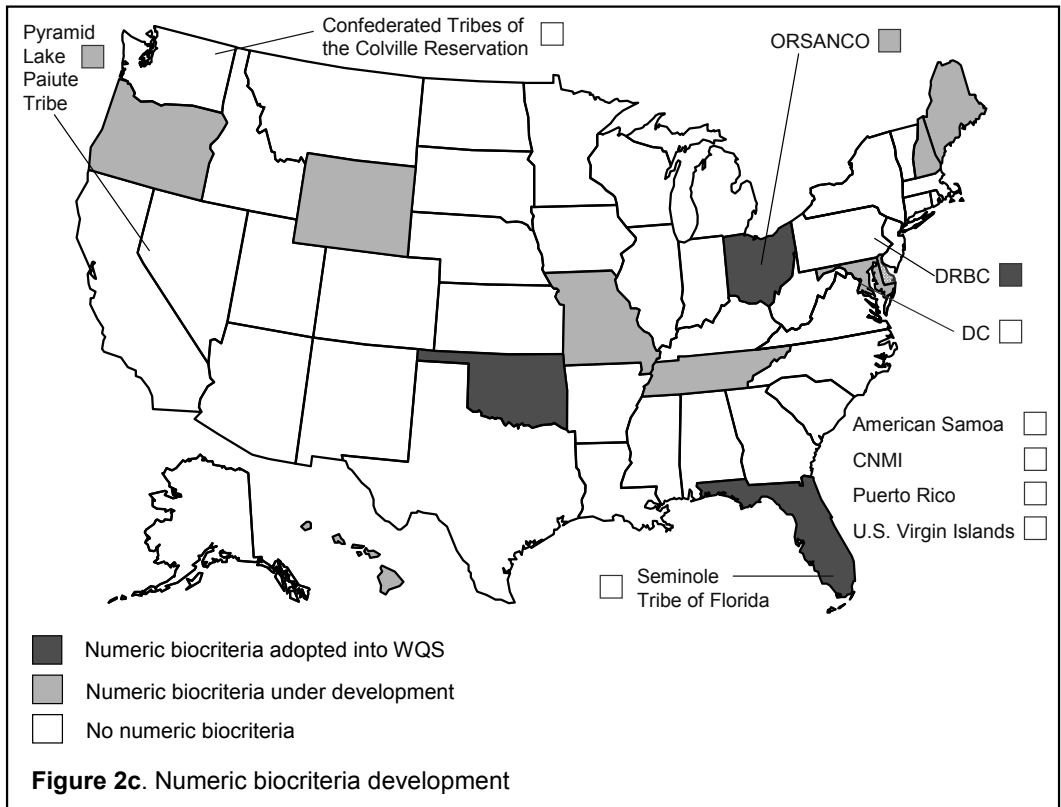 Pyramid
Lake
Paiute
Tribe
Confederated Tribes of
the Colville Reservation
ORSANCO
DRBC
DC
American Samoa
CNMI
Puerto Rico
U.S. Virgin Islands
Seminole
Tribe of Florida
Numeric biocriteria adopted into WQS
Numeric biocriteria under development
No numeric biocriteria
Figure 2c. Numeric biocriteria development